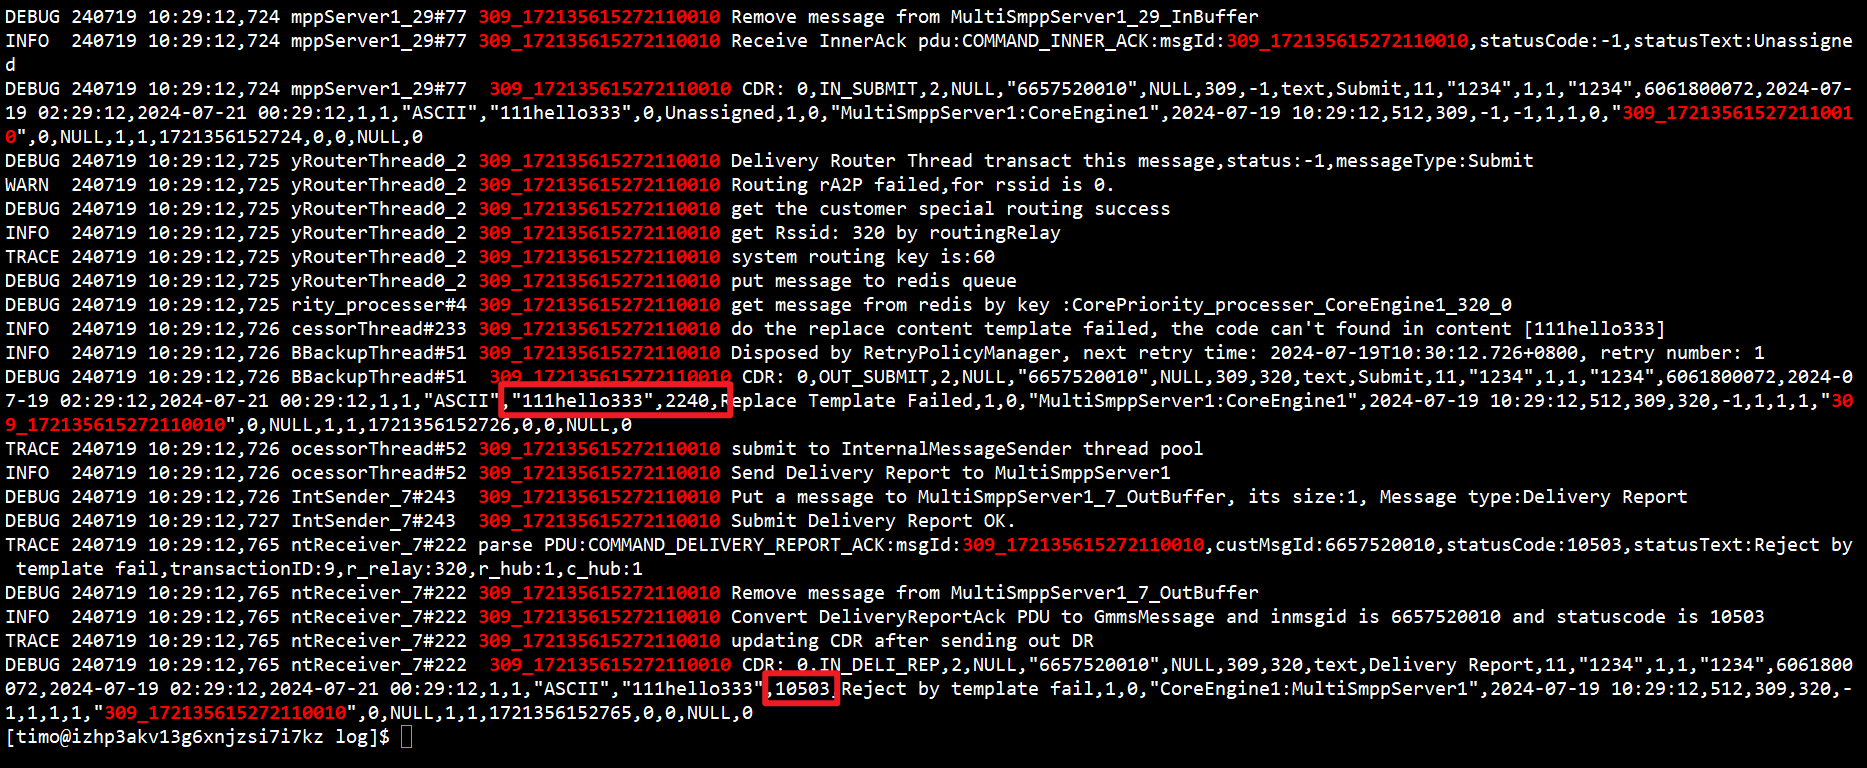 DEBUG 240719 10:29:12,724 mppServer1_29#77 309_172135615272110010 Remove message from MultiSmppServer1_29_InBuffer
INFO  240719 10:29:12,724 mppServer1_29#77 309_172135615272110010 Receive InnerAck pdu:COMMAND_INNER_ACK:msgId:309_172135615272110010,statusCode:-1,statusText:Unassigne
d
DEBUG 240719 10:29:12,724 mppServer1_29#77  309_172135615272110010 CDR: 0,IN_SUBMIT,2,NULL,"6657520010",NULL,309,-1,text,Submit,11,"1234",1,1,"1234",6061800072,2024-07-
19 02:29:12,2024-07-21 00:29:12,1,1,"ASCII","111hello333",0,Unassigned,1,0,"MultiSmppServer1:CoreEngine1",2024-07-19 10:29:12,512,309,-1,-1,1,1,0,"309_17213561527211001
0",0,NULL,1,1,1721356152724,0,0,NULL,0
DEBUG 240719 10:29:12,725 yRouterThread0_2 309_172135615272110010 Delivery Router Thread transact this message,status:-1,messageType:Submit
WARN  240719 10:29:12,725 yRouterThread0_2 309_172135615272110010 Routing rA2P failed,for rssid is 0.
DEBUG 240719 10:29:12,725 yRouterThread0_2 309_172135615272110010 get the customer special routing success
INFO  240719 10:29:12,725 yRouterThread0_2 309_172135615272110010 get Rssid: 320 by routingRelay
TRACE 240719 10:29:12,725 yRouterThread0_2 309_172135615272110010 system routing key is:60
DEBUG 240719 10:29:12,725 yRouterThread0_2 309_172135615272110010 put message to redis queue
DEBUG 240719 10:29:12,725 rity_processer#4 309_172135615272110010 get message from redis by key :CorePriority_processer_CoreEngine1_320_0
INFO  240719 10:29:12,726 cessorThread#233 309_172135615272110010 do the replace content template failed, the code can't found in content [111hello333]
INFO  240719 10:29:12,726 BBackupThread#51 309_172135615272110010 Disposed by RetryPolicyManager, next retry time: 2024-07-19T10:30:12.726+0800, retry number: 1
DEBUG 240719 10:29:12,726 BBackupThread#51  309_172135615272110010 CDR: 0,OUT_SUBMIT,2,NULL,"6657520010",NULL,309,320,text,Submit,11,"1234",1,1,"1234",6061800072,2024-0
7-19 02:29:12,2024-07-21 00:29:12,1,1,"ASCII","111hello333",2240,Replace Template Failed,1,0,"MultiSmppServer1:CoreEngine1",2024-07-19 10:29:12,512,309,320,-1,1,1,1,"30
9_172135615272110010",0,NULL,1,1,1721356152726,0,0,NULL,0
TRACE 240719 10:29:12,726 ocessorThread#52 309_172135615272110010 submit to InternalMessageSender thread pool
INFO  240719 10:29:12,726 ocessorThread#52 309_172135615272110010 Send Delivery Report to MultiSmppServer1
DEBUG 240719 10:29:12,726 IntSender_7#243  309_172135615272110010 Put a message to MultiSmppServer1_7_OutBuffer, its size:1, Message type:Delivery Report
DEBUG 240719 10:29:12,727 IntSender_7#243  309_172135615272110010 Submit Delivery Report OK.
TRACE 240719 10:29:12,765 ntReceiver_7#222 parse PDU:COMMAND_DELIVERY_REPORT_ACK:msgId:309_172135615272110010,custMsgId:6657520010,statusCode:10503,statusText:Reject by
 template fail,transactionID:9,r_relay:320,r_hub:1,c_hub:1
DEBUG 240719 10:29:12,765 ntReceiver_7#222 309_172135615272110010 Remove message from MultiSmppServer1_7_OutBuffer
INFO  240719 10:29:12,765 ntReceiver_7#222 309_172135615272110010 Convert DeliveryReportAck PDU to GmmsMessage and inmsgid is 6657520010 and statuscode is 10503
TRACE 240719 10:29:12,765 ntReceiver_7#222 309_172135615272110010 updating CDR after sending out DR
DEBUG 240719 10:29:12,765 ntReceiver_7#222  309_172135615272110010 CDR: 0,IN_DELI_REP,2,NULL,"6657520010",NULL,309,320,text,Delivery Report,11,"1234",1,1,"1234",6061800
072,2024-07-19 02:29:12,2024-07-21 00:29:12,1,1,"ASCII","111hello333",10503,Reject by template fail,1,0,"CoreEngine1:MultiSmppServer1",2024-07-19 10:29:12,512,309,320,-
1,1,1,1,"309_172135615272110010",0,NULL,1,1,1721356152765,0,0,NULL,0
[timo@izhp3akv13g6xnjzsi7i7kz log]$